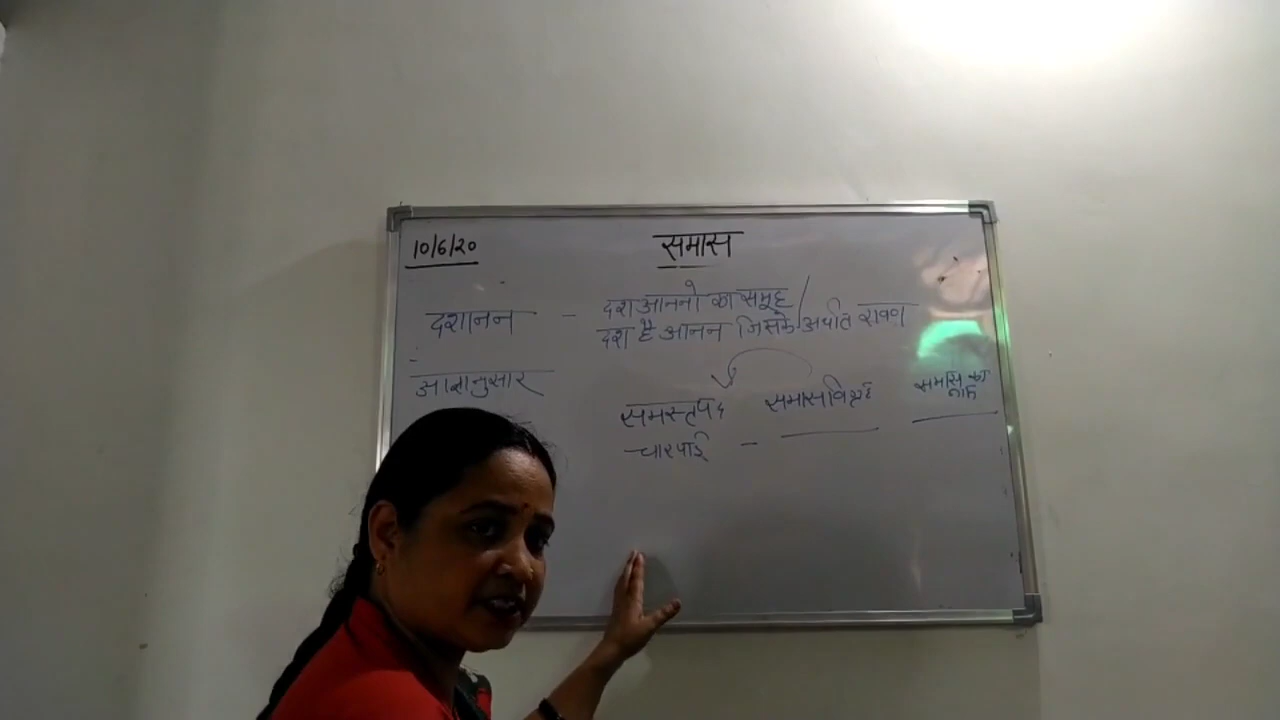 10/6/20
समास
दशानन - दश आननो का समूह/
दश है आनन जिसके अर्थात रावण
आज्ञानुसार
समस्तपद समासविग्रह समास का नाम
चारपाई -